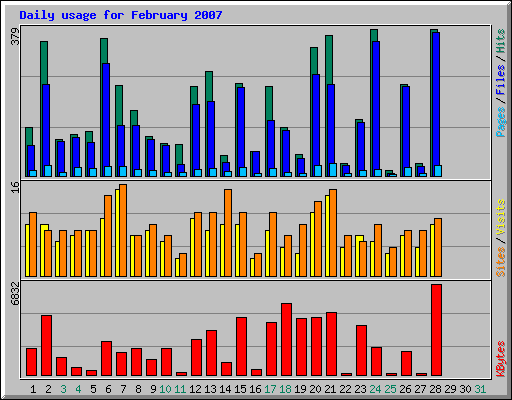 Daily usage for February 2007
379
Pages / Files / Hits
16
Sites / Visits
6832
KBytes
1 2 3 4 5 6 7 8 9 10 11 12 13 14 15 16 17 18 19 20 21 22 23 24 25 26 27 28 29 30 31